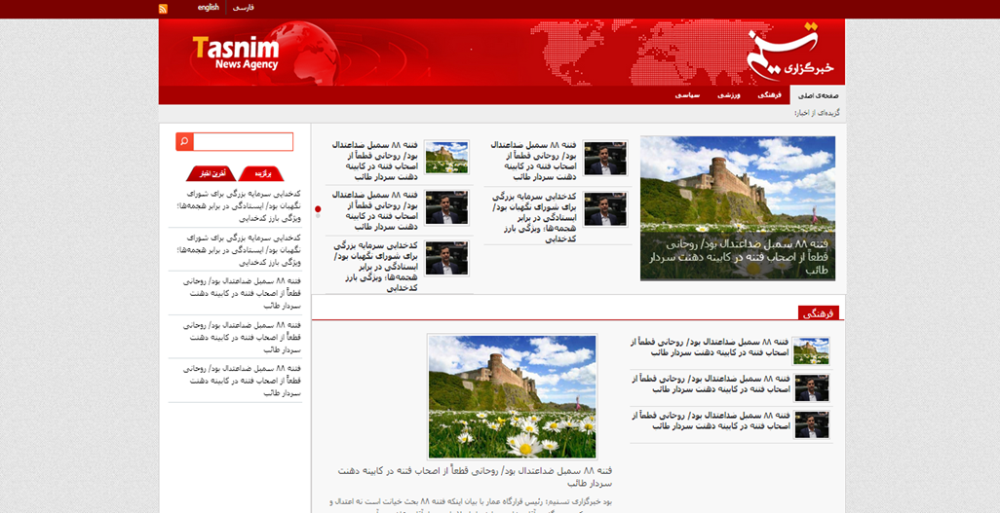 فارسی
english
Tasnim
News Agency
تسنیم
خبرگزاری
صفحه‌ی اصلی
فرهنگی
ورزشی
سیاسی
گزیده‌ای از اخبار:
فتنه ۸۸ سمبل ضداعتدال بود/ روحانی
قطعاً از اصحاب فتنه در کابینه دهنت سردار
طائب
فتنه ۸۸ سمبل ضداعتدال
بود/ روحانی قطعاً از
اصحاب فتنه در کابینه
دهنت سردار طائب
کدخدایی سرمایه بزرگی
برای شورای نگهبان بود/
ایستادگی در برابر
هجمه‌ها؛ ویژگی بارز
کدخدایی
فتنه ۸۸ سمبل ضداعتدال
بود/ روحانی قطعاً از
اصحاب فتنه در کابینه
دهنت سردار طائب
فتنه ۸۸ سمبل ضداعتدال
بود/ روحانی قطعاً از
اصحاب فتنه در کابینه
دهنت سردار طائب
کدخدایی سرمایه بزرگی
برای شورای نگهبان بود/
ایستادگی در برابر
هجمه‌ها؛ ویژگی بارز
کدخدایی
برگزیده
آخرین اخبار
کدخدایی سرمایه بزرگی برای شورای
نگهبان بود/ ایستادگی در برابر هجمه‌ها؛
ویژگی بارز کدخدایی
کدخدایی سرمایه بزرگی برای شورای
نگهبان بود/ ایستادگی در برابر هجمه‌ها؛
ویژگی بارز کدخدایی
فتنه ۸۸ سمبل ضداعتدال بود/ روحانی
قطعاً از اصحاب فتنه در کابینه دهنت
سردار طائب
فتنه ۸۸ سمبل ضداعتدال بود/ روحانی
قطعاً از اصحاب فتنه در کابینه دهنت
سردار طائب
فتنه ۸۸ سمبل ضداعتدال بود/ روحانی
قطعاً از اصحاب فتنه در کابینه دهنت
سردار طائب
فرهنگی
فتنه ۸۸ سمبل ضداعتدال بود/ روحانی قطعاً از
اصحاب فتنه در کابینه دهنت سردار طائب
فتنه ۸۸ سمبل ضداعتدال بود/ روحانی قطعاً از
اصحاب فتنه در کابینه دهنت سردار طائب
فتنه ۸۸ سمبل ضداعتدال بود/ روحانی قطعاً از
اصحاب فتنه در کابینه دهنت سردار طائب
فتنه ۸۸ سمبل ضداعتدال بود/ روحانی قطعاً از اصحاب فتنه در کابینه دهنت
سردار طائب
بود خبرگزاری تسنیم: رئیس قرارگاه عمار با بیان اینکه فتنه ۸۸ بحث خیانت است نه اعتدال و